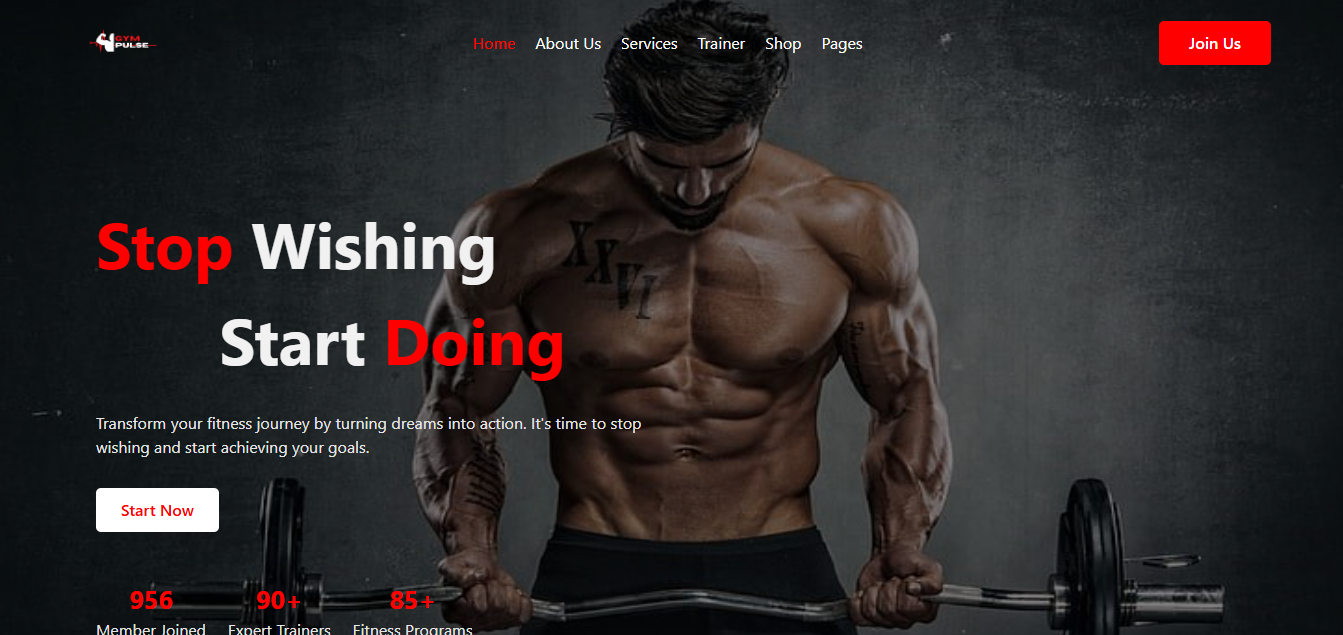 GYM
PULSE
Home About Us Services Trainer Shop Pages
Join Us
Stop Wishing
Start Doing
XXVI
Transform your fitness journey by turning dreams into action. It's time to stop
wishing and start achieving your goals.
Start Now
956 90+ 85+
Member Joined Expert Trainers Fitness Programs